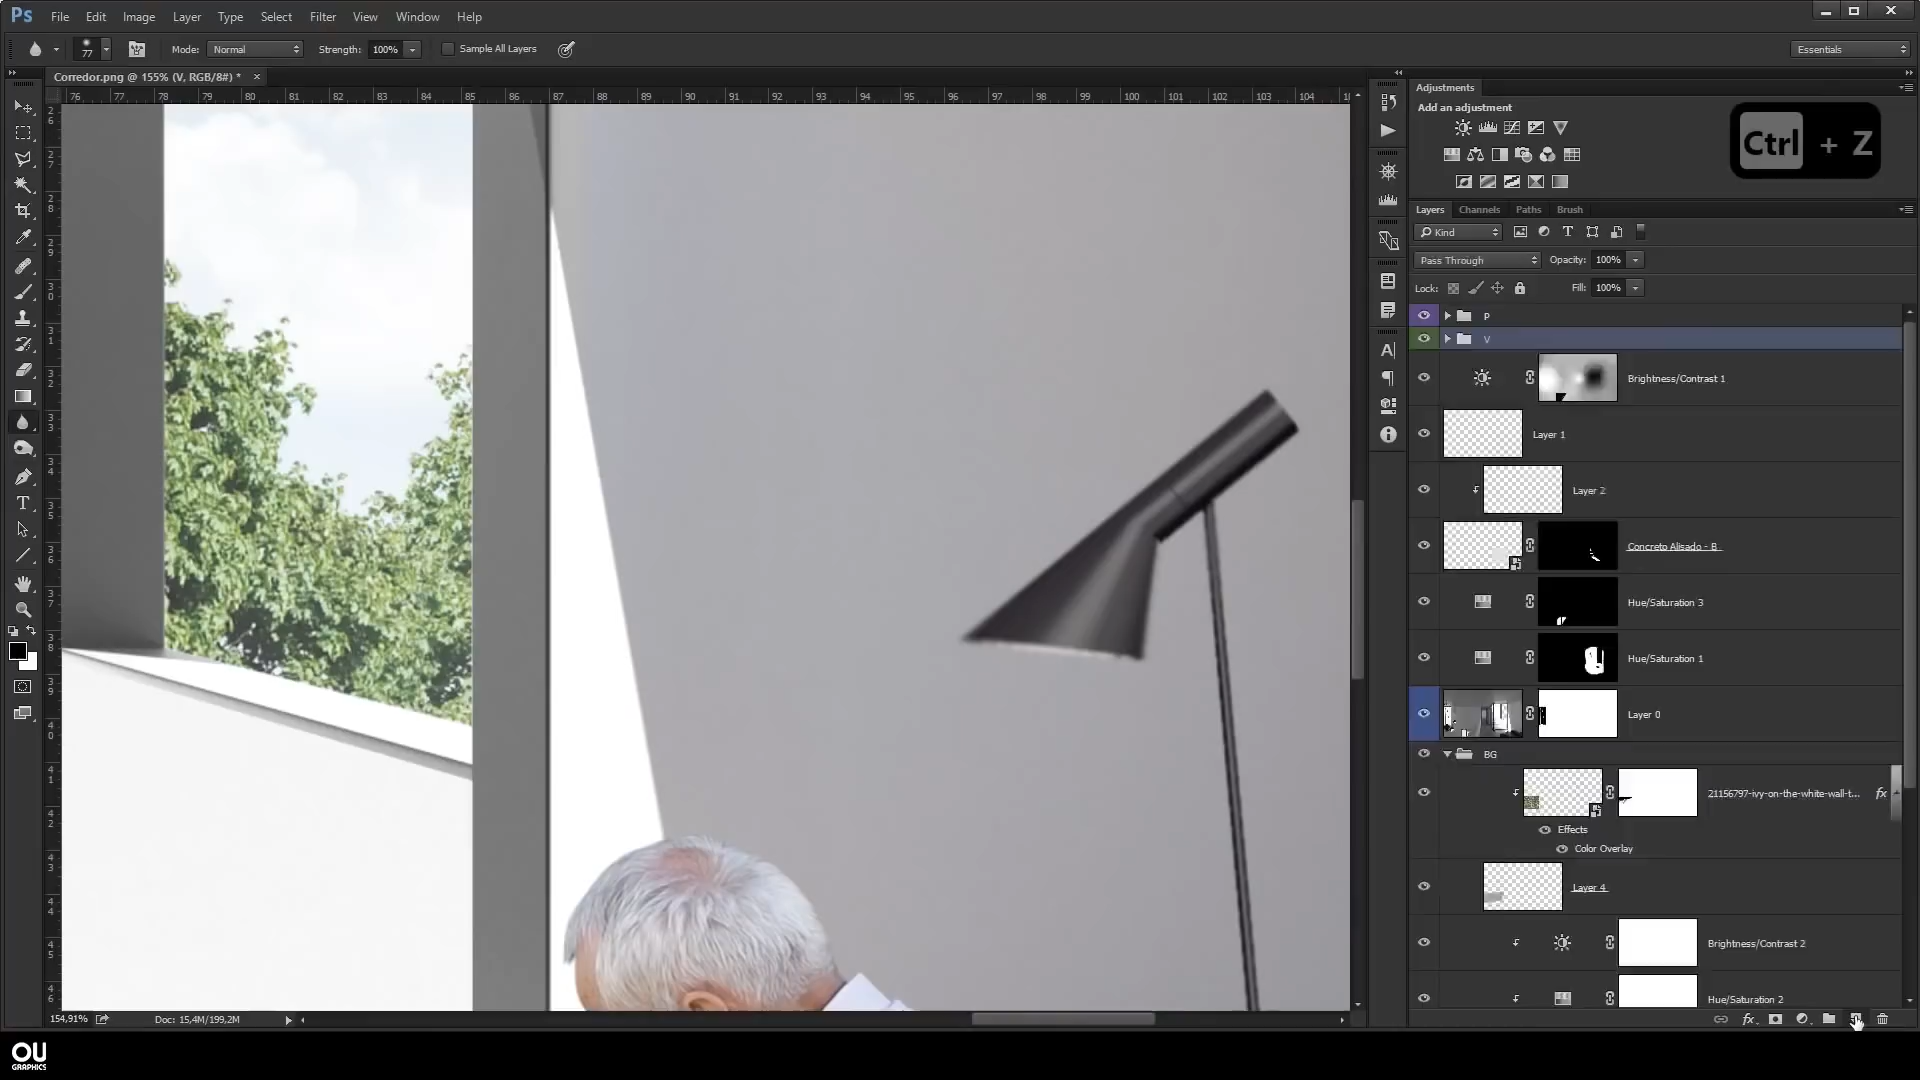 Ps File Edit Image Layer Type Select Filter View Window Help
77 Mode: Normal Strength: 100% Sample All Layers Essentials
Corredor.png @ 155% (V, RGB/8#) * ×
76 77 78 79 80 81 82 83 84 85 86 87 88 89 90 91 92 93 94 95 96 97 98 99 100 101 102 103 104
Adjustments
Add an adjustment
Ctrl + Z
Layers Channels Paths Brush
Kind
Pass Through Opacity: 100%
Lock: Fill: 100%
P
V
Brightness/Contrast 1
Layer 1
Layer 2
Concreto Alisado - B
Hue/Saturation 3
Hue/Saturation 1
Layer 0
BG
21156797-ivy-on-the-white-wall-t... fx
Effects
Color Overlay
Layer 4
Brightness/Contrast 2
Hue/Saturation 2
154,91% Doc: 15,4M/199,2M
fx
OU
GRAPHICS